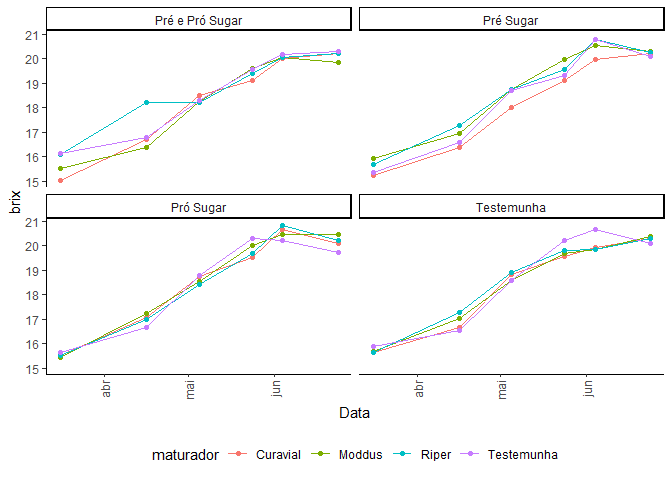 Pré e Pró Sugar Pré Sugar
21
20
19
18
17
16
15
brix
Pró Sugar Testemunha
21
20
19
18
17
16
15
abr mai jun abr mai jun
Data
maturador Curavial Moddus Riper Testemunha